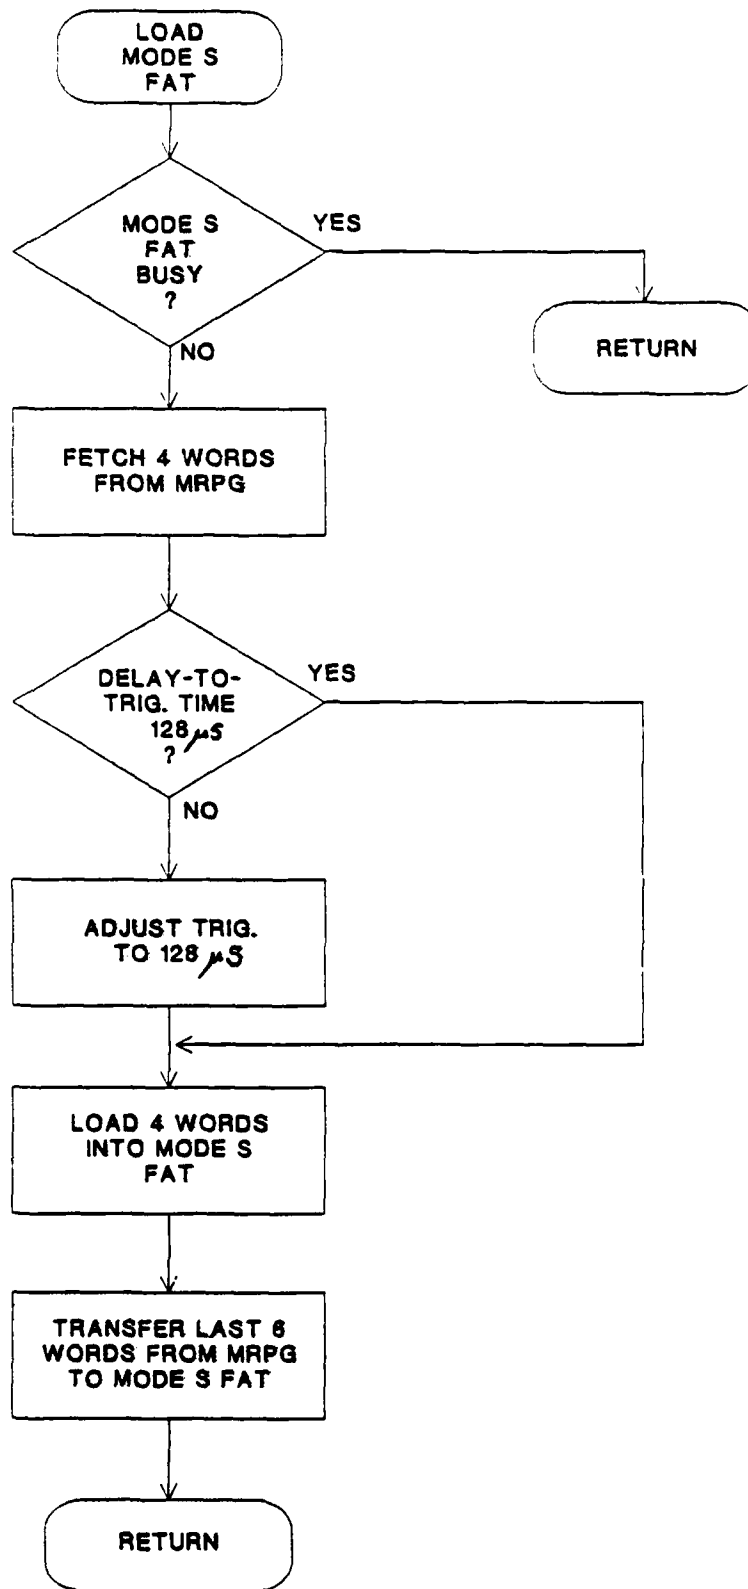 LOAD
MODE S
FAT
MODE S
FAT
BUSY
?
YES
NO
RETURN
FETCH 4 WORDS
FROM MRPG
DELAY-TO-
TRIG. TIME
128 μs
?
YES
NO
ADJUST TRIG.
TO 128 μs
LOAD 4 WORDS
INTO MODE S
FAT
TRANSFER LAST 6
WORDS FROM MRPG
TO MODE S FAT
RETURN